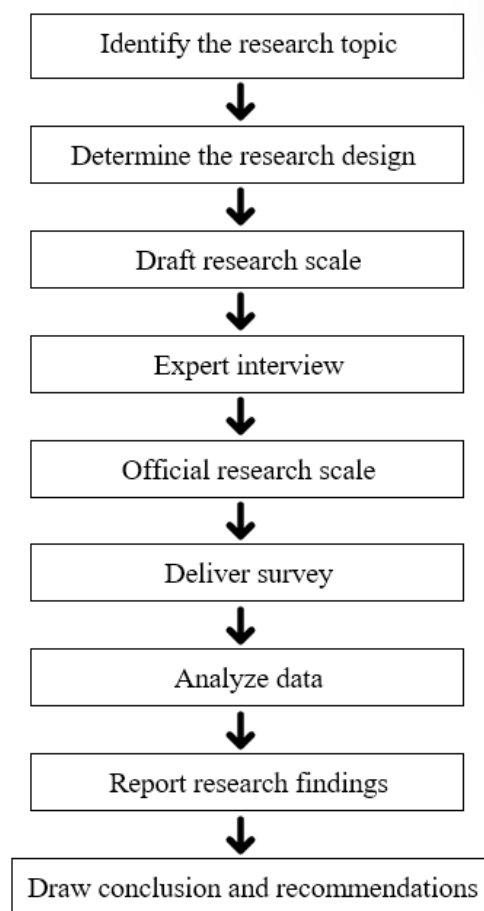 Identify the research topic
Determine the research design
Draft research scale
Expert interview
Official research scale
Deliver survey
Analyze data
Report research findings
Draw conclusion and recommendations